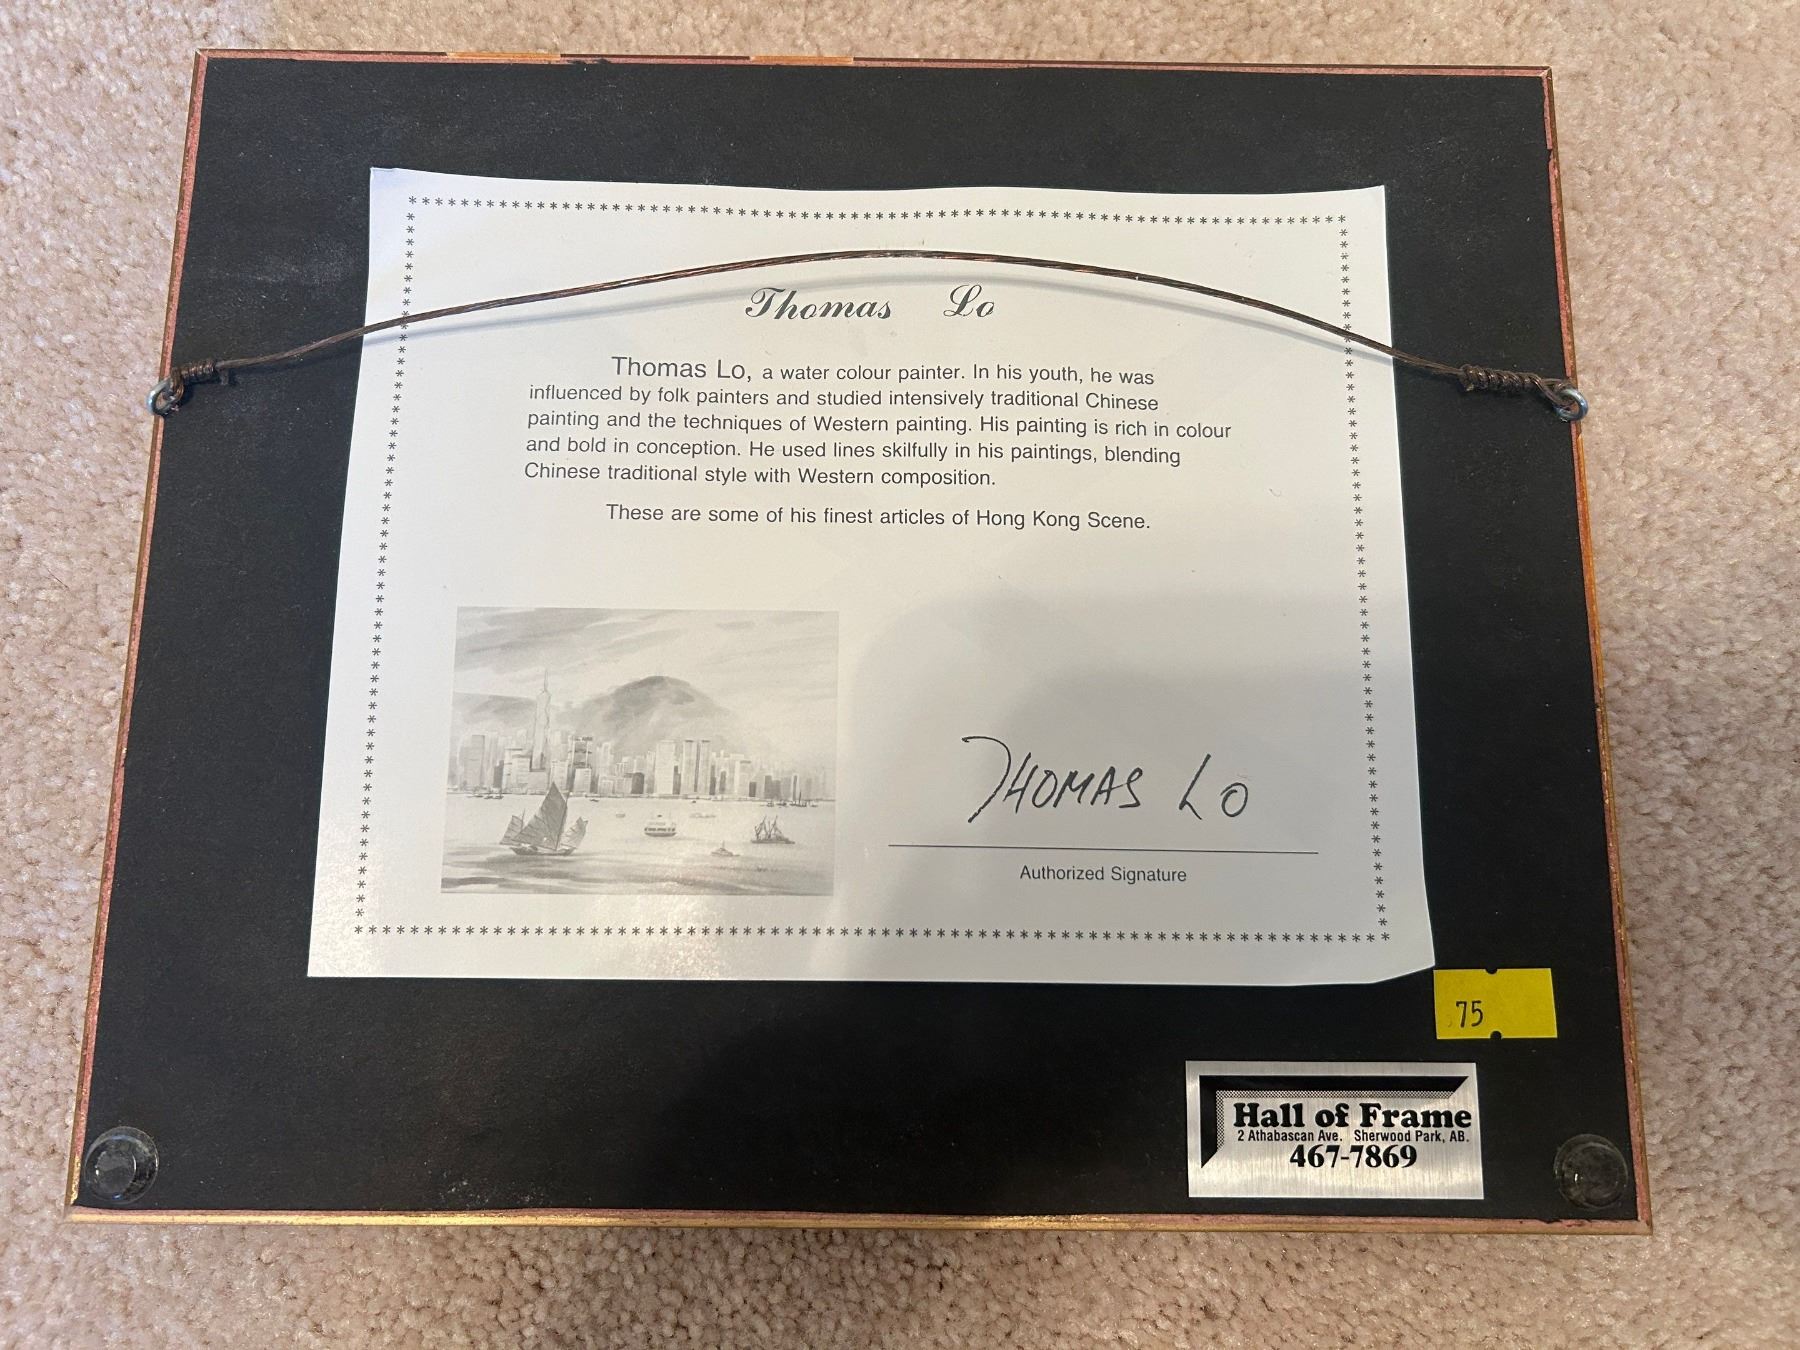 Thomas Lo
Thomas Lo, a water colour painter. In his youth, he was
influenced by folk painters and studied intensively traditional Chinese
painting and the techniques of Western painting. His painting is rich in colour
and bold in conception. He used lines skilfully in his paintings, blending
Chinese traditional style with Western composition.
These are some of his finest articles of Hong Kong Scene.
THOMAS LO
Authorized Signature
75
Hall of Frame
2 Athabascan Ave. Sherwood Park, AB.
467-7869